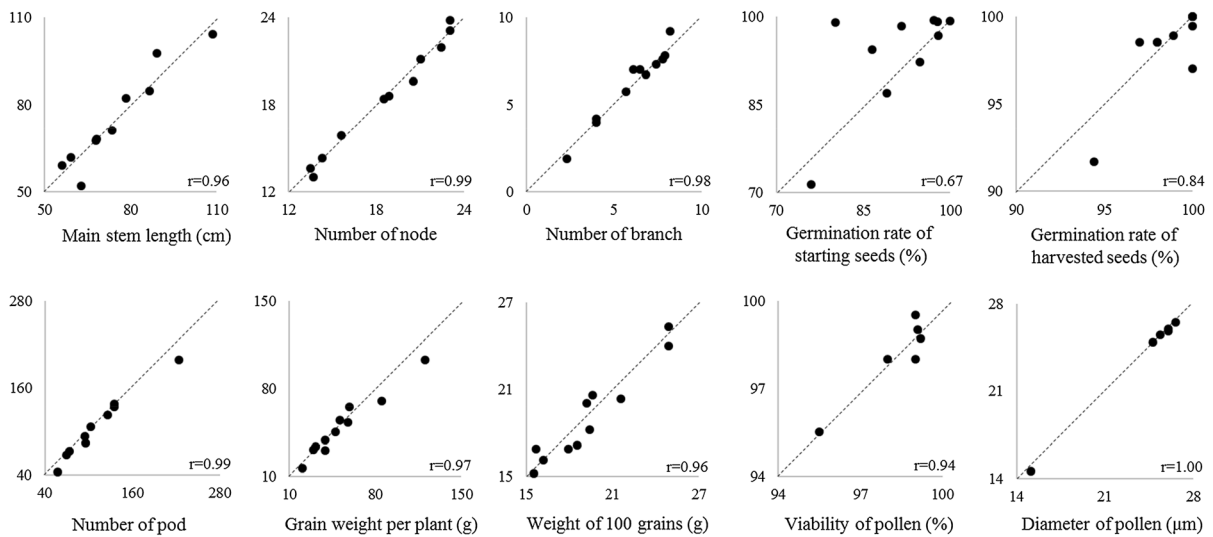 110
80
50
r=0.96
50 80 110
Main stem length (cm)
24
18
12
r=0.99
12 18 24
Number of node
10
5
0
r=0.98
0 5 10
Number of branch
100
85
70
r=0.67
70 85 100
Germination rate of
starting seeds (%)
100
95
90
r=0.84
90 95 100
Germination rate of
harvested seeds (%)
280
160
40
r=0.99
40 160 280
Number of pod
150
80
10
r=0.97
10 80 150
Grain weight per plant (g)
27
21
15
r=0.96
15 21 27
Weight of 100 grains (g)
100
97
94
r=0.94
94 97 100
Viability of pollen (%)
28
21
14
r=1.00
14 21 28
Diameter of pollen (μm)